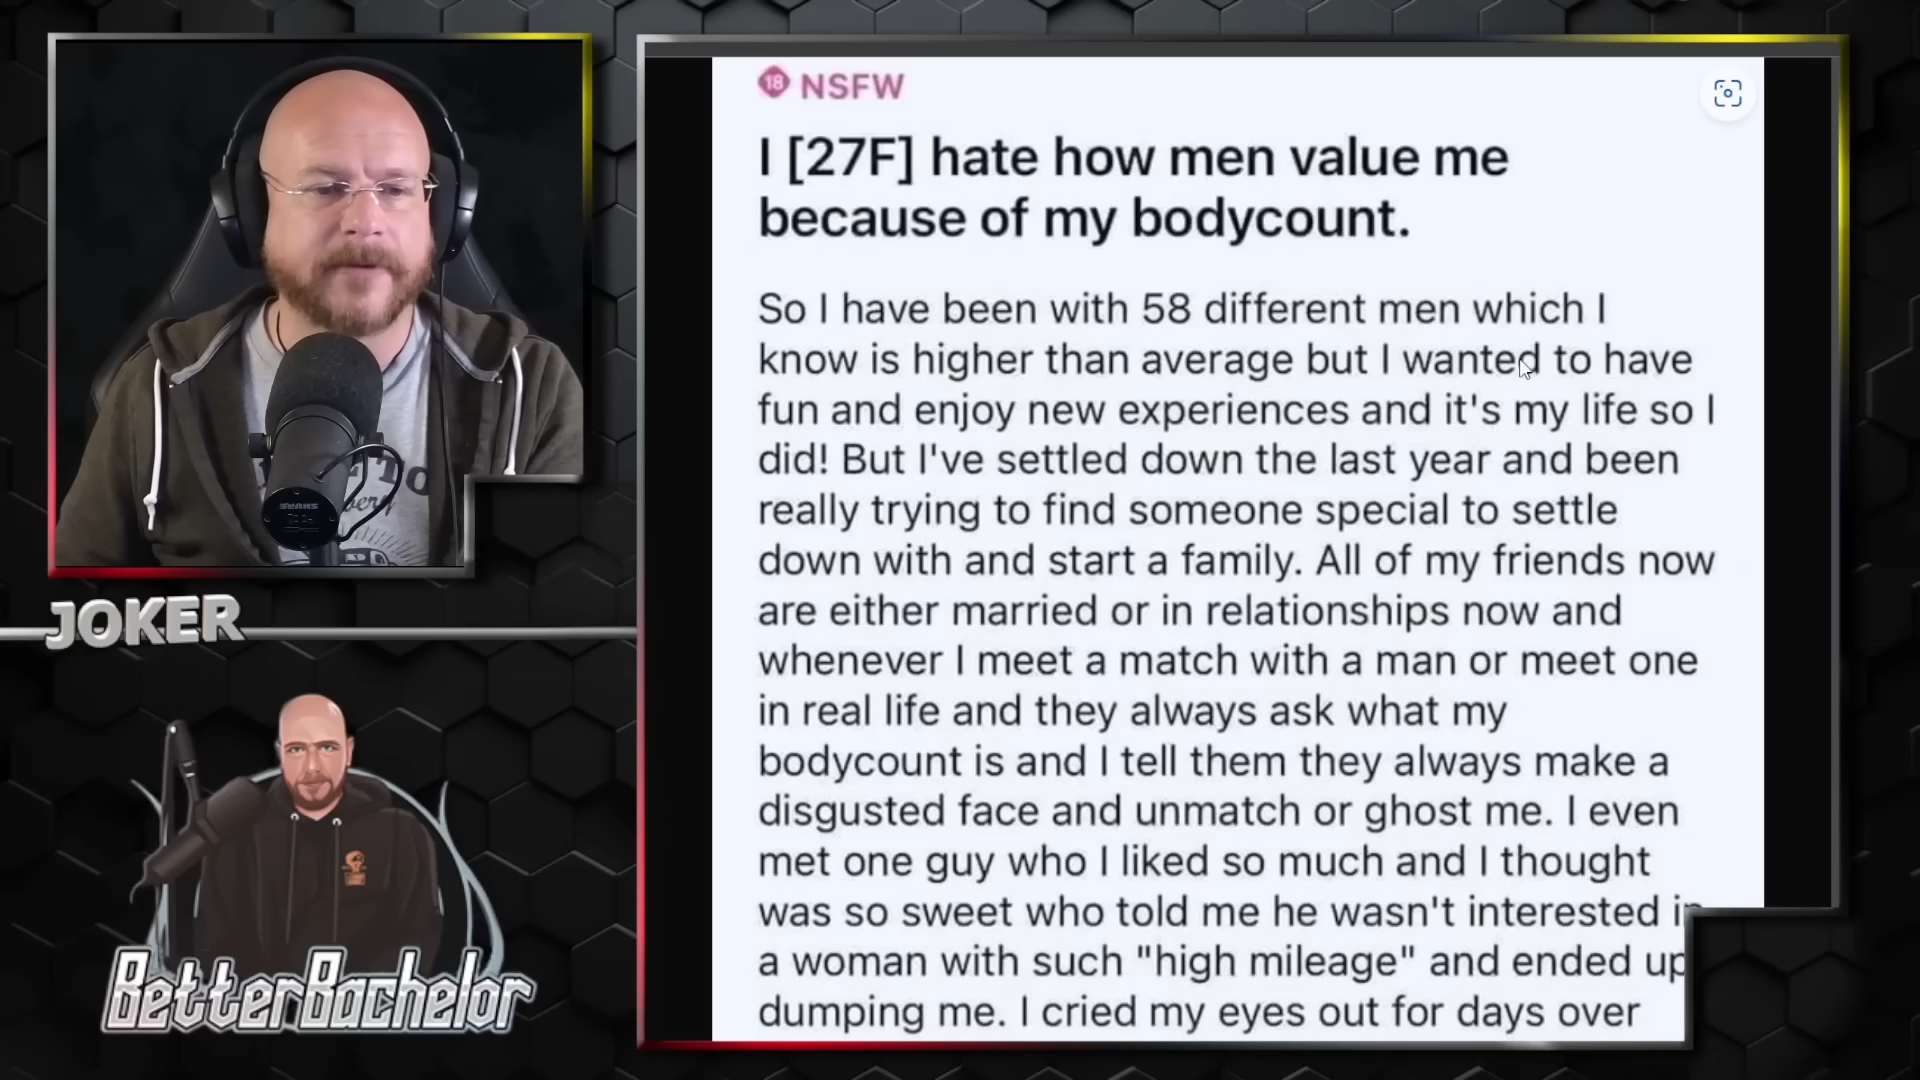 18 NSFW
I [27F] hate how men value me
because of my bodycount.
So I have been with 58 different men which I
know is higher than average but I wanted to have
fun and enjoy new experiences and it's my life so I
did! But I've settled down the last year and been
really trying to find someone special to settle
down with and start a family. All of my friends now
are either married or in relationships now and
whenever I meet a match with a man or meet one
in real life and they always ask what my
bodycount is and I tell them they always make a
disgusted face and unmatch or ghost me. I even
met one guy who I liked so much and I thought
was so sweet who told me he wasn't interested in
a woman with such "high mileage" and ended up
dumping me. I cried my eyes out for days over
SHURE
JOKER
BetterBachelor